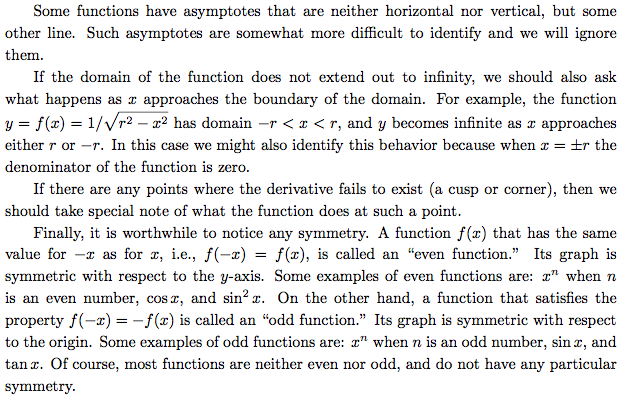 Some functions have asymptotes that are neither horizontal nor vertical, but some
other line. Such asymptotes are somewhat more difficult to identify and we will ignore
them.
If the domain of the function does not extend out to infinity, we should also ask
what happens as x approaches the boundary of the domain. For example, the function
y = f(x) = 1/√(r² − x²) has domain −r < x < r, and y becomes infinite as x approaches
either r or −r. In this case we might also identify this behavior because when x = ±r the
denominator of the function is zero.
If there are any points where the derivative fails to exist (a cusp or corner), then we
should take special note of what the function does at such a point.
Finally, it is worthwhile to notice any symmetry. A function f(x) that has the same
value for −x as for x, i.e., f(−x) = f(x), is called an “even function.” Its graph is
symmetric with respect to the y-axis. Some examples of even functions are: xⁿ when n
is an even number, cos x, and sin² x. On the other hand, a function that satisfies the
property f(−x) = −f(x) is called an “odd function.” Its graph is symmetric with respect
to the origin. Some examples of odd functions are: xⁿ when n is an odd number, sin x, and
tan x. Of course, most functions are neither even nor odd, and do not have any particular
symmetry.